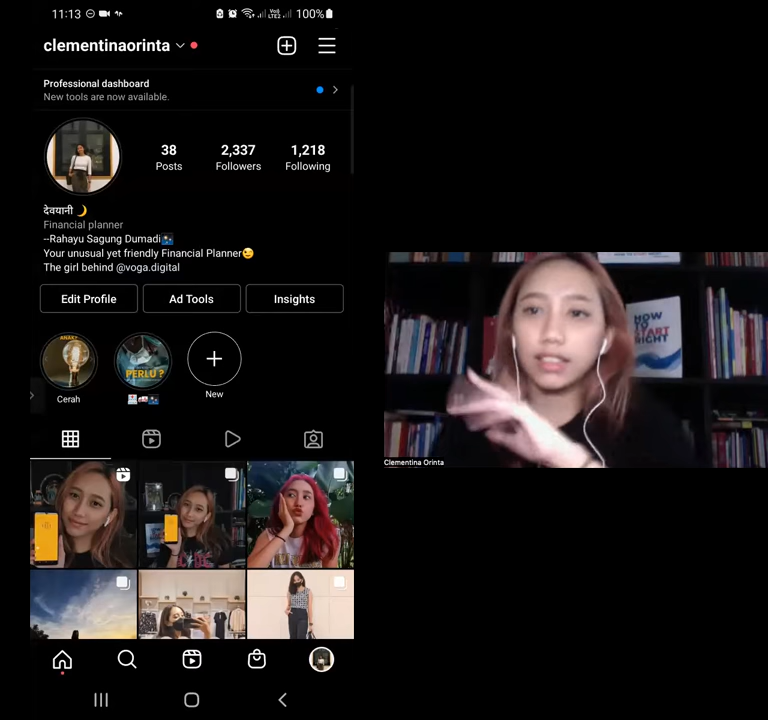 11:13
Vo))
LTE2
100%
clementinaorinta
Professional dashboard
New tools are now available.
38
2,337
1,218
Posts
Followers
Following
देवयानी 🌙
Financial planner
--Rahayu Sagung Dumadi🌃
Your unusual yet friendly Financial Planner😉
The girl behind @voga.digital
Edit Profile
Ad Tools
Insights
PERLU ?
Cerah
New
HOW
TO START
RIGHT
Clementina Orinta